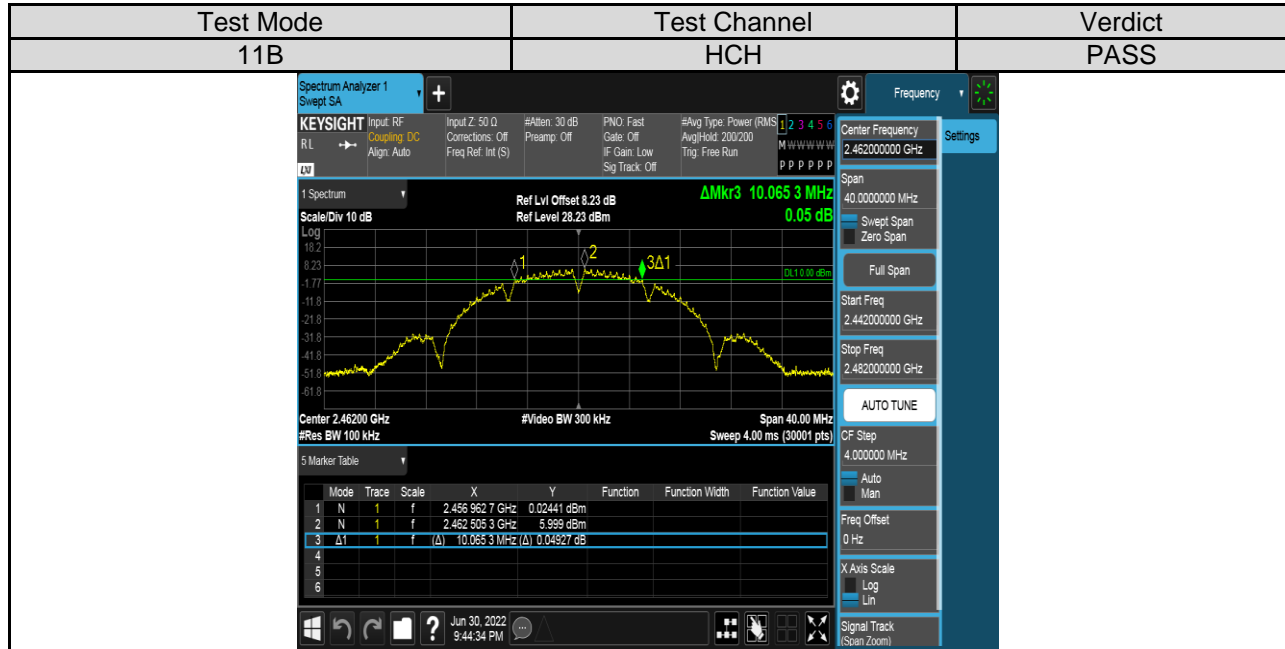 Test Mode Test Channel Verdict
11B HCH PASS
Spectrum Analyzer 1
Swept SA
+
Frequency
KEYSIGHT
RL
LXI
Input: RF
Coupling: DC
Align: Auto
Input Z: 50 Ω
Corrections: Off
Freq Ref: Int (S)
#Atten: 30 dB
Preamp: Off
PNO: Fast
Gate: Off
IF Gain: Low
Sig Track: Off
#Avg Type: Power (RMS
Avg|Hold: 200/200
Trig: Free Run
1 2 3 4 5 6
M W W W W W
P P P P P P
Center Frequency
2.462000000 GHz
Settings
Span
40.0000000 MHz
Swept Span
Zero Span
Full Span
Start Freq
2.442000000 GHz
Stop Freq
2.482000000 GHz
AUTO TUNE
CF Step
4.000000 MHz
Auto
Man
Freq Offset
0 Hz
X Axis Scale
Log
Lin
Signal Track
(Span Zoom)
1 Spectrum
Scale/Div 10 dB
Log
Ref Lvl Offset 8.23 dB
Ref Level 28.23 dBm
ΔMkr3 10.065 3 MHz
0.05 dB
18.2
8.23
-1.77
-11.8
-21.8
-31.8
-41.8
-51.8
-61.8
1
2
3Δ1
DL1 0.00 dBm
Center 2.46200 GHz #Video BW 300 kHz Span 40.00 MHz
#Res BW 100 kHz Sweep 4.00 ms (30001 pts)
5 Marker Table
Mode Trace Scale X Y Function Function Width Function Value
1 N 1 f 2.456 962 7 GHz 0.02441 dBm
2 N 1 f 2.462 505 3 GHz 5.999 dBm
3 Δ1 1 f (Δ) 10.065 3 MHz (Δ) 0.04927 dB
4
5
6
? Jun 30, 2022
9:44:34 PM